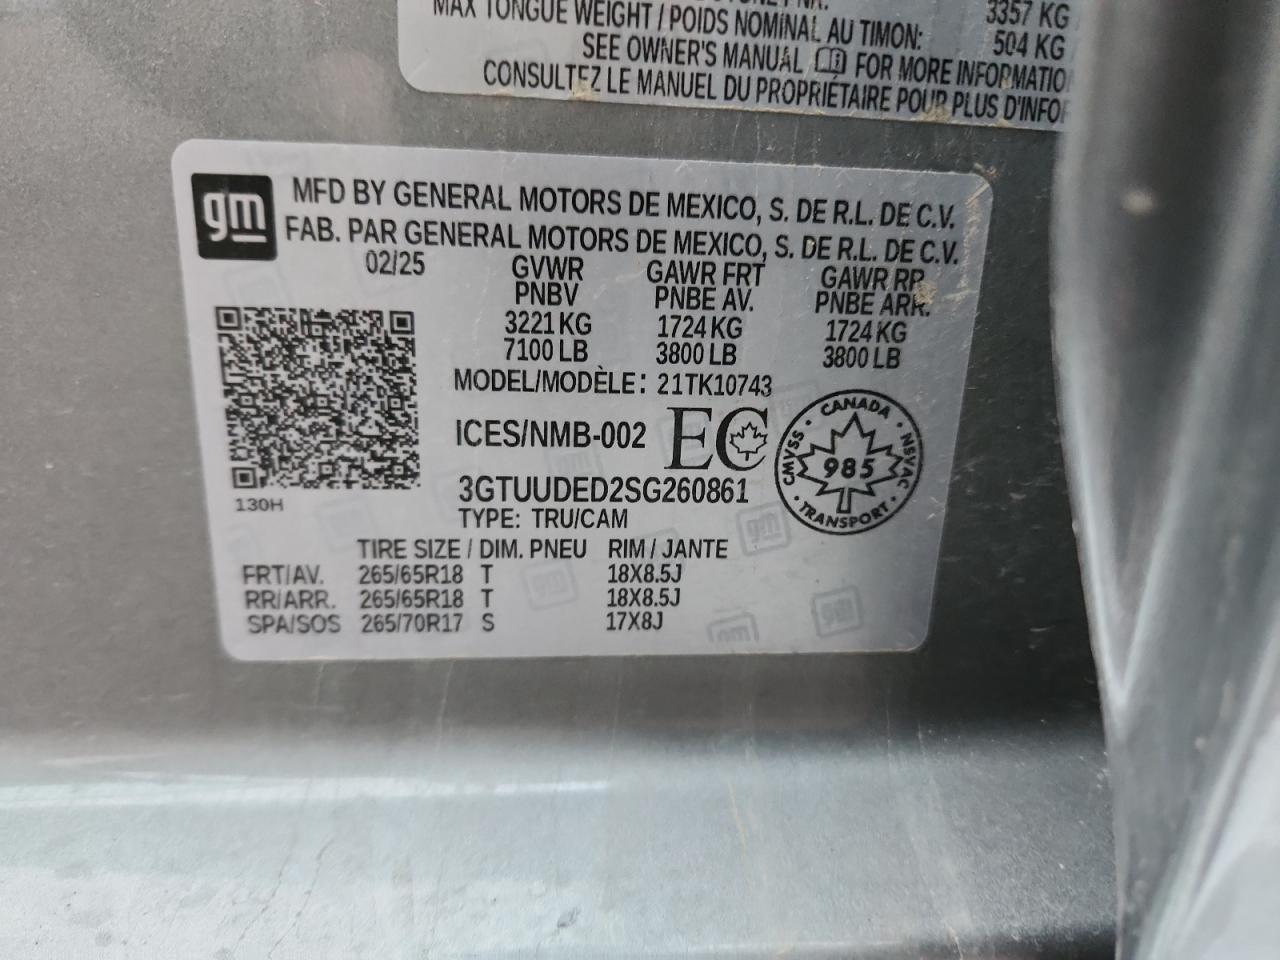 3357 KG
MAX TONGUE WEIGHT / POIDS NOMINAL AU TIMON: 504 KG
SEE OWNER'S MANUAL FOR MORE INFORMATIO
CONSULTEZ LE MANUEL DU PROPRIÉTAIRE POUR PLUS D'INFOR
gm
MFD BY GENERAL MOTORS DE MEXICO, S. DE R.L. DE C.V.
FAB. PAR GENERAL MOTORS DE MEXICO, S. DE R.L. DE C.V.
02/25 GVWR GAWR FRT GAWR RR
PNBV PNBE AV. PNBE ARR.
3221 KG 1724 KG 1724 KG
7100 LB 3800 LB 3800 LB
MODEL/MODÈLE: 21TK10743
ICES/NMB-002 EC
CANADA
CMVSS 985 NSVAC
TRANSPORT
3GTUUDED2SG260861
130H
TYPE: TRU/CAM
TIRE SIZE / DIM. PNEU RIM / JANTE
FRT/AV. 265/65R18 T 18X8.5J
RR/ARR. 265/65R18 T 18X8.5J
SPA/SOS 265/70R17 S 17X8J
gm
gm
gm
gm